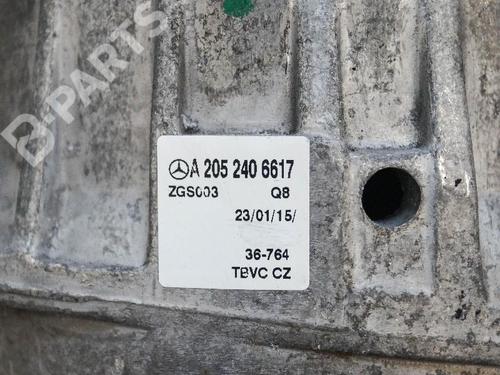 B-PARTS
A 205 240 6617
ZGS003 Q8
23/01/15/
36-764
TBVC CZ